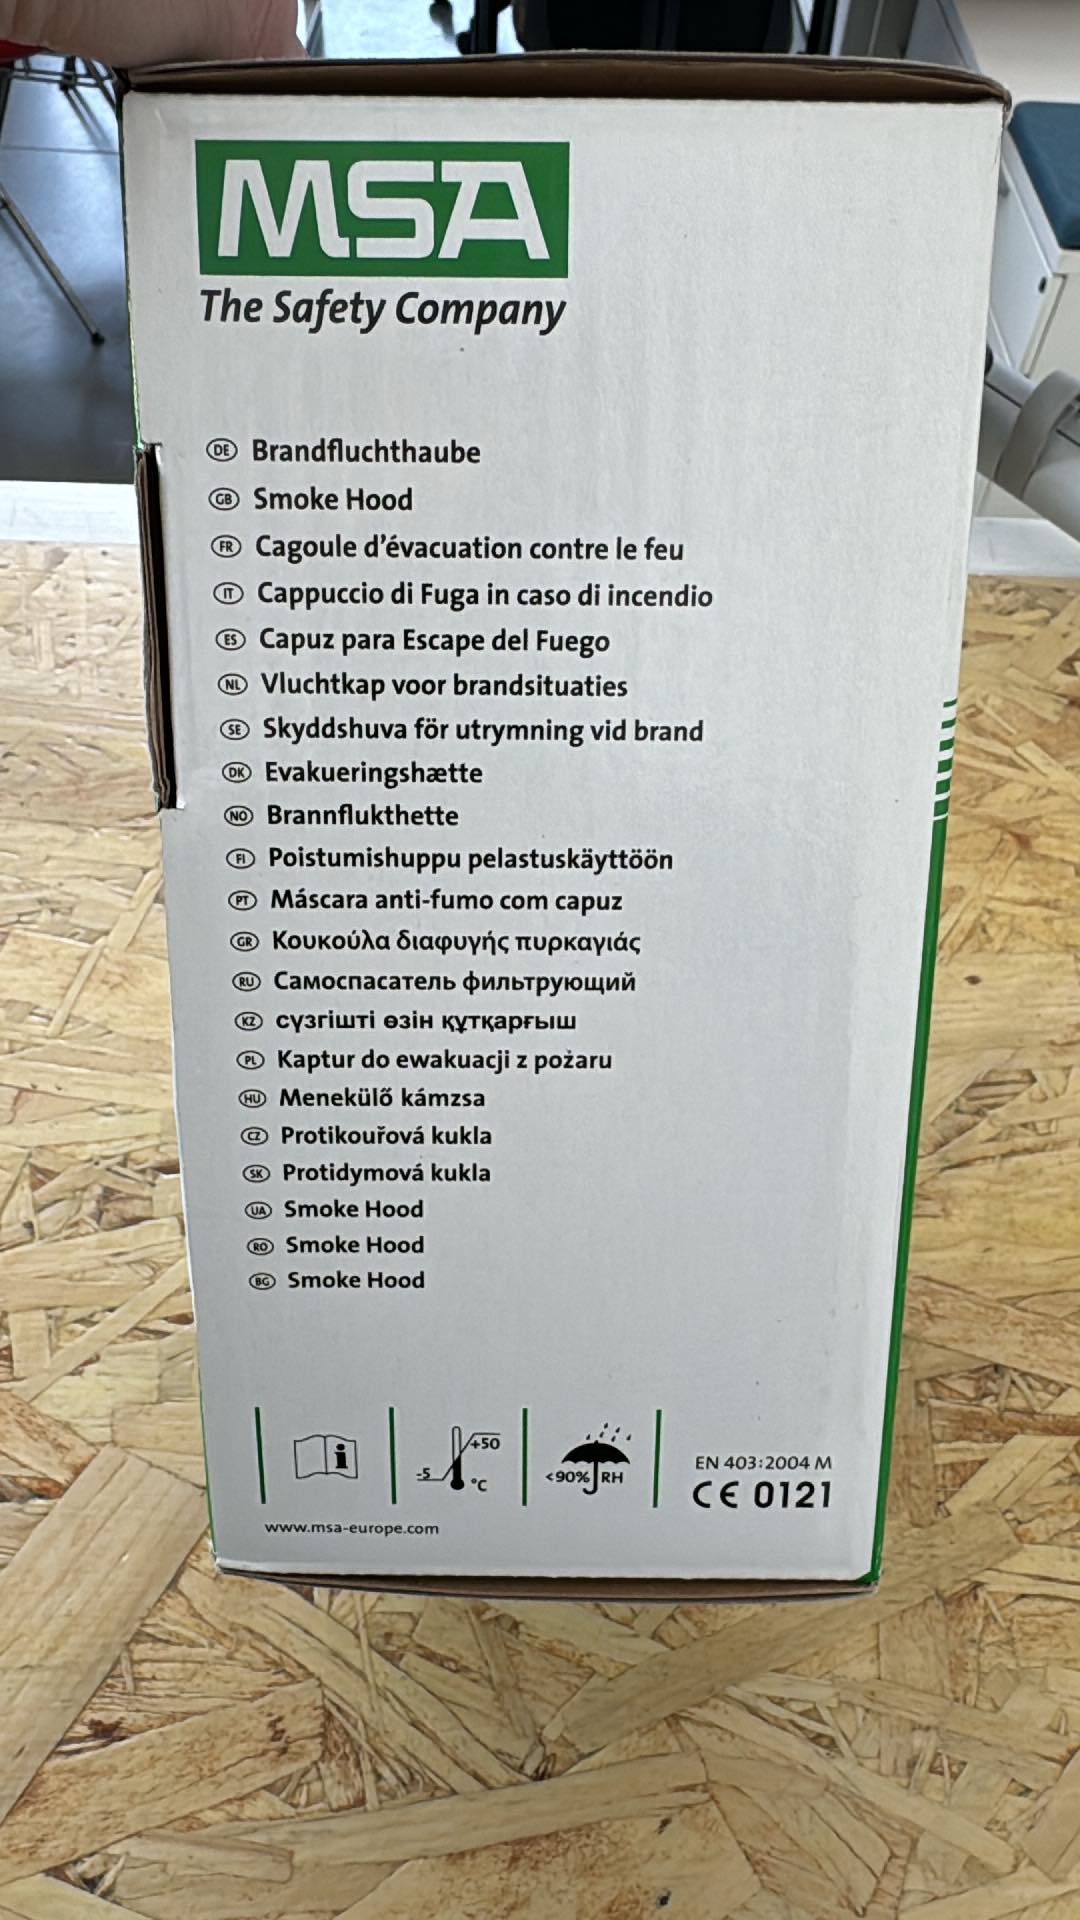 MSA
The Safety Company
DE Brandfluchthaube
GB Smoke Hood
FR Cagoule d'évacuation contre le feu
IT Cappuccio di Fuga in caso di incendio
ES Capuz para Escape del Fuego
NL Vluchtkap voor brandsituaties
SE Skyddshuva för utrymning vid brand
DK Evakueringshætte
NO Brannflukthette
FI Poistumishuppu pelastuskäyttöön
PT Máscara anti-fumo com capuz
GR Κουκούλα διαφυγής πυρκαγιάς
RU Самоспасатель фильтрующий
KZ сүзгішті өзін құтқарғыш
PL Kaptur do ewakuacji z pożaru
HU Menekülő kámzsa
CZ Protikouřová kukla
SK Protidymová kukla
UA Smoke Hood
RO Smoke Hood
BG Smoke Hood
i
-5 +50 °C
<90% RH
EN 403:2004 M
CE 0121
www.msa-europe.com